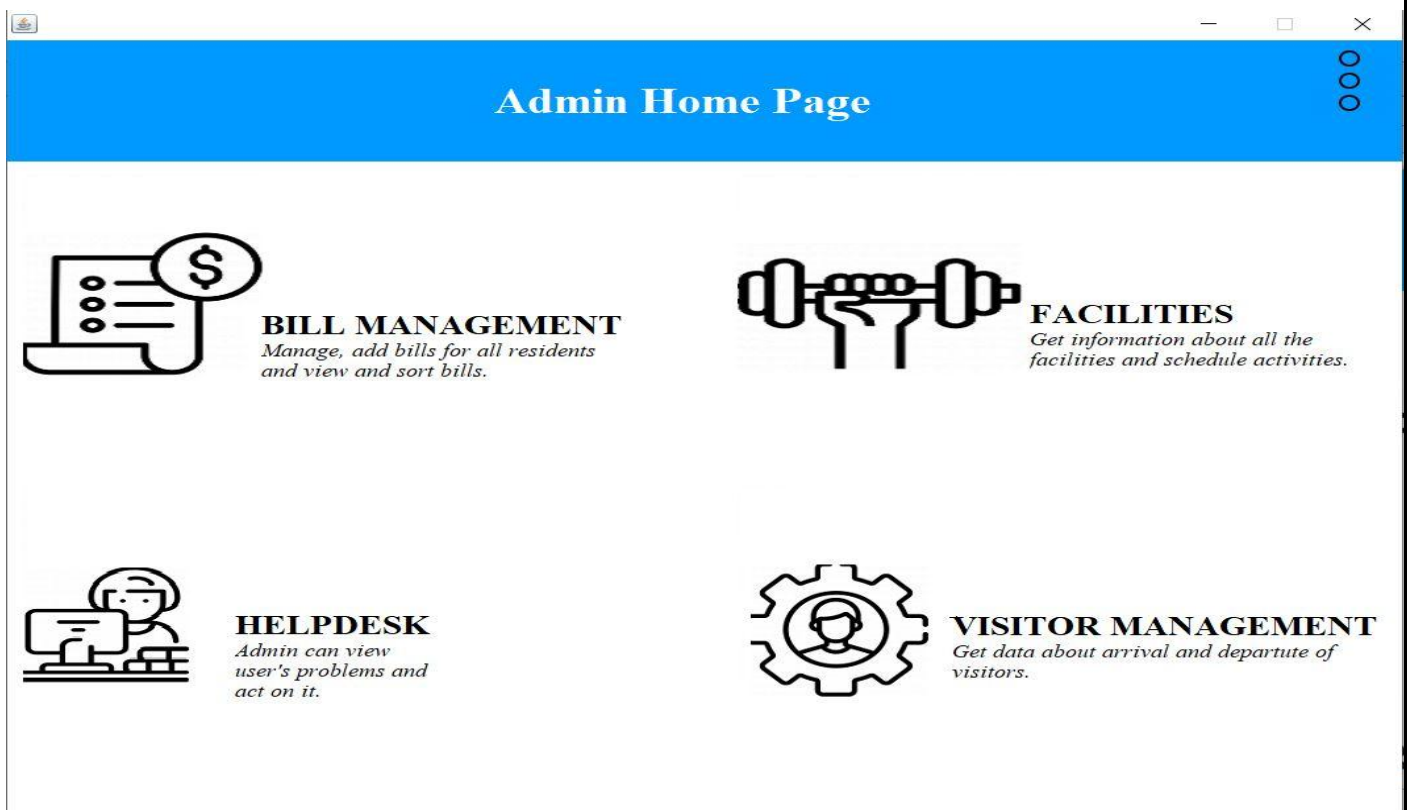 Admin Home Page
$
BILL MANAGEMENT
Manage, add bills for all residents
and view and sort bills.
FACILITIES
Get information about all the
facilities and schedule activities.
HELPDESK
Admin can view
user's problems and
act on it.
VISITOR MANAGEMENT
Get data about arrival and departute of
visitors.